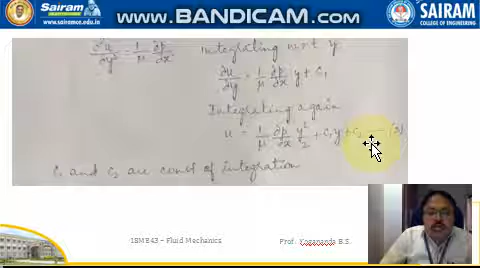 Sairam
www.sairamce.edu.in
WWW.BANDICAM.COM
SAIRAM
COLLEGE OF ENGINEERING
∂²u/∂y² = 1/μ ∂p/∂x Integrating w.r.t y
∂u/∂y = 1/μ ∂p/∂x y + C₁
Integrating again
u = 1/μ ∂p/∂x y²/2 + C₁y + C₂ — (2)
C₁ and C₂ are const of integration
18ME43 – Fluid Mechanics
Prof. Yogananda B.S.